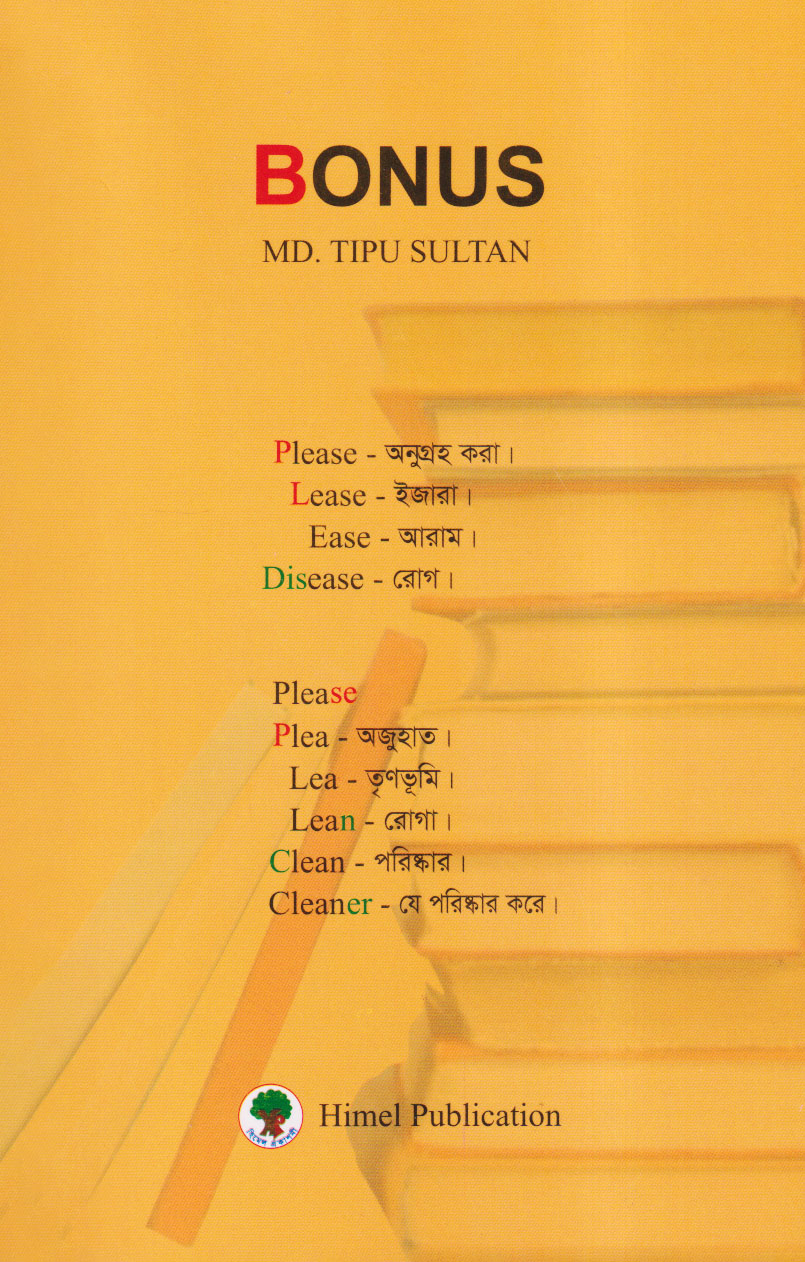 BONUS
MD. TIPU SULTAN
Please - অনুগ্রহ করা।
Lease - ইজারা।
Ease - আরাম।
Disease - রোগ।
Please
Plea - অজুহাত।
Lea - তৃণভূমি।
Lean - রোগা।
Clean - পরিষ্কার।
Cleaner - যে পরিষ্কার করে।
হিমেল প্রকাশনী
Himel Publication